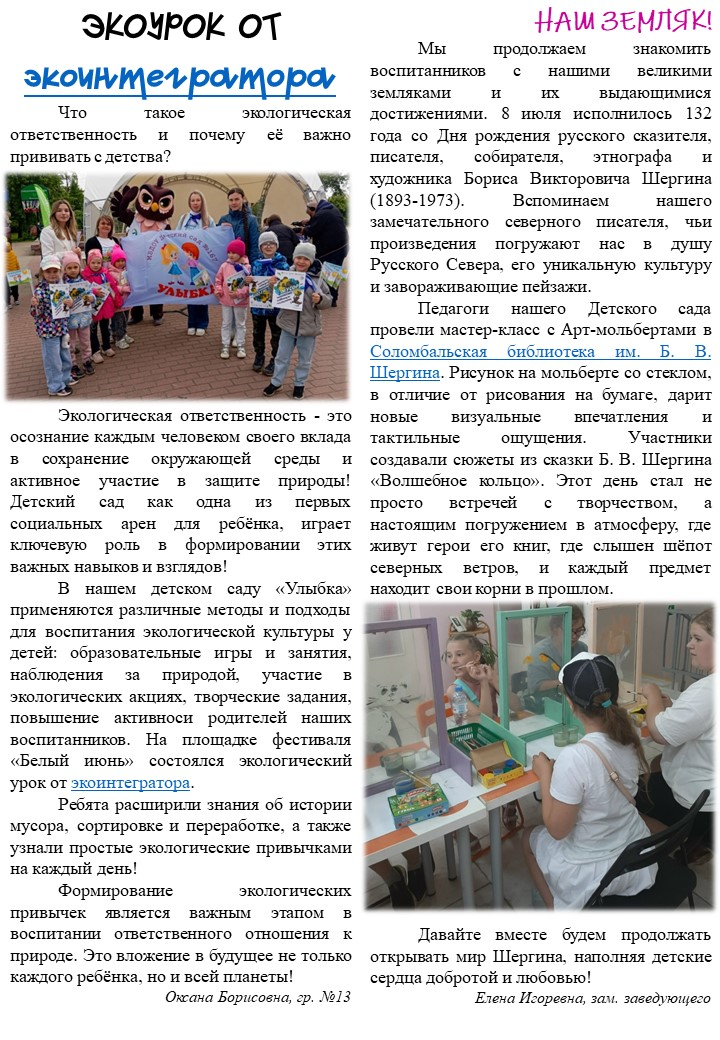 ЭКОУРОК ОТ
экоинтегратора
Что такое экологическая
ответственность и почему её важно
прививать с детства?
УЛЫБКА
Экологическая ответственность - это
осознание каждым человеком своего вклада
в сохранение окружающей среды и
активное участие в защите природы!
Детский сад как одна из первых
социальных арен для ребёнка, играет
ключевую роль в формировании этих
важных навыков и взглядов!
В нашем детском саду «Улыбка»
применяются различные методы и подходы
для воспитания экологической культуры у
детей: образовательные игры и занятия,
наблюдения за природой, участие в
экологических акциях, творческие задания,
повышение активноси родителей наших
воспитанников. На площадке фестиваля
«Белый июнь» состоялся экологический
урок от экоинтегратора.
Ребята расширили знания об истории
мусора, сортировке и переработке, а также
узнали простые экологические привычками
на каждый день!
Формирование экологических
привычек является важным этапом в
воспитании ответственного отношения к
природе. Это вложение в будущее не только
каждого ребёнка, но и всей планеты!
Оксана Борисовна, гр. №13
НАШ ЗЕМЛЯК!
Мы продолжаем знакомить
воспитанников с нашими великими
земляками и их выдающимися
достижениями. 8 июля исполнилось 132
года со Дня рождения русского сказителя,
писателя, собирателя, этнографа и
художника Бориса Викторовича Шергина
(1893-1973). Вспоминаем нашего
замечательного северного писателя, чьи
произведения погружают нас в душу
Русского Севера, его уникальную культуру
и завораживающие пейзажи.
Педагоги нашего Детского сада
провели мастер-класс с Арт-мольбертами в
Соломбальская библиотека им. Б. В.
Шергина. Рисунок на мольберте со стеклом,
в отличие от рисования на бумаге, дарит
новые визуальные впечатления и
тактильные ощущения. Участники
создавали сюжеты из сказки Б. В. Шергина
«Волшебное кольцо». Этот день стал не
просто встречей с творчеством, а
настоящим погружением в атмосферу, где
живут герои его книг, где слышен шёпот
северных ветров, и каждый предмет
находит свои корни в прошлом.
Давайте вместе будем продолжать
открывать мир Шергина, наполняя детские
сердца добротой и любовью!
Елена Игоревна, зам. заведующего